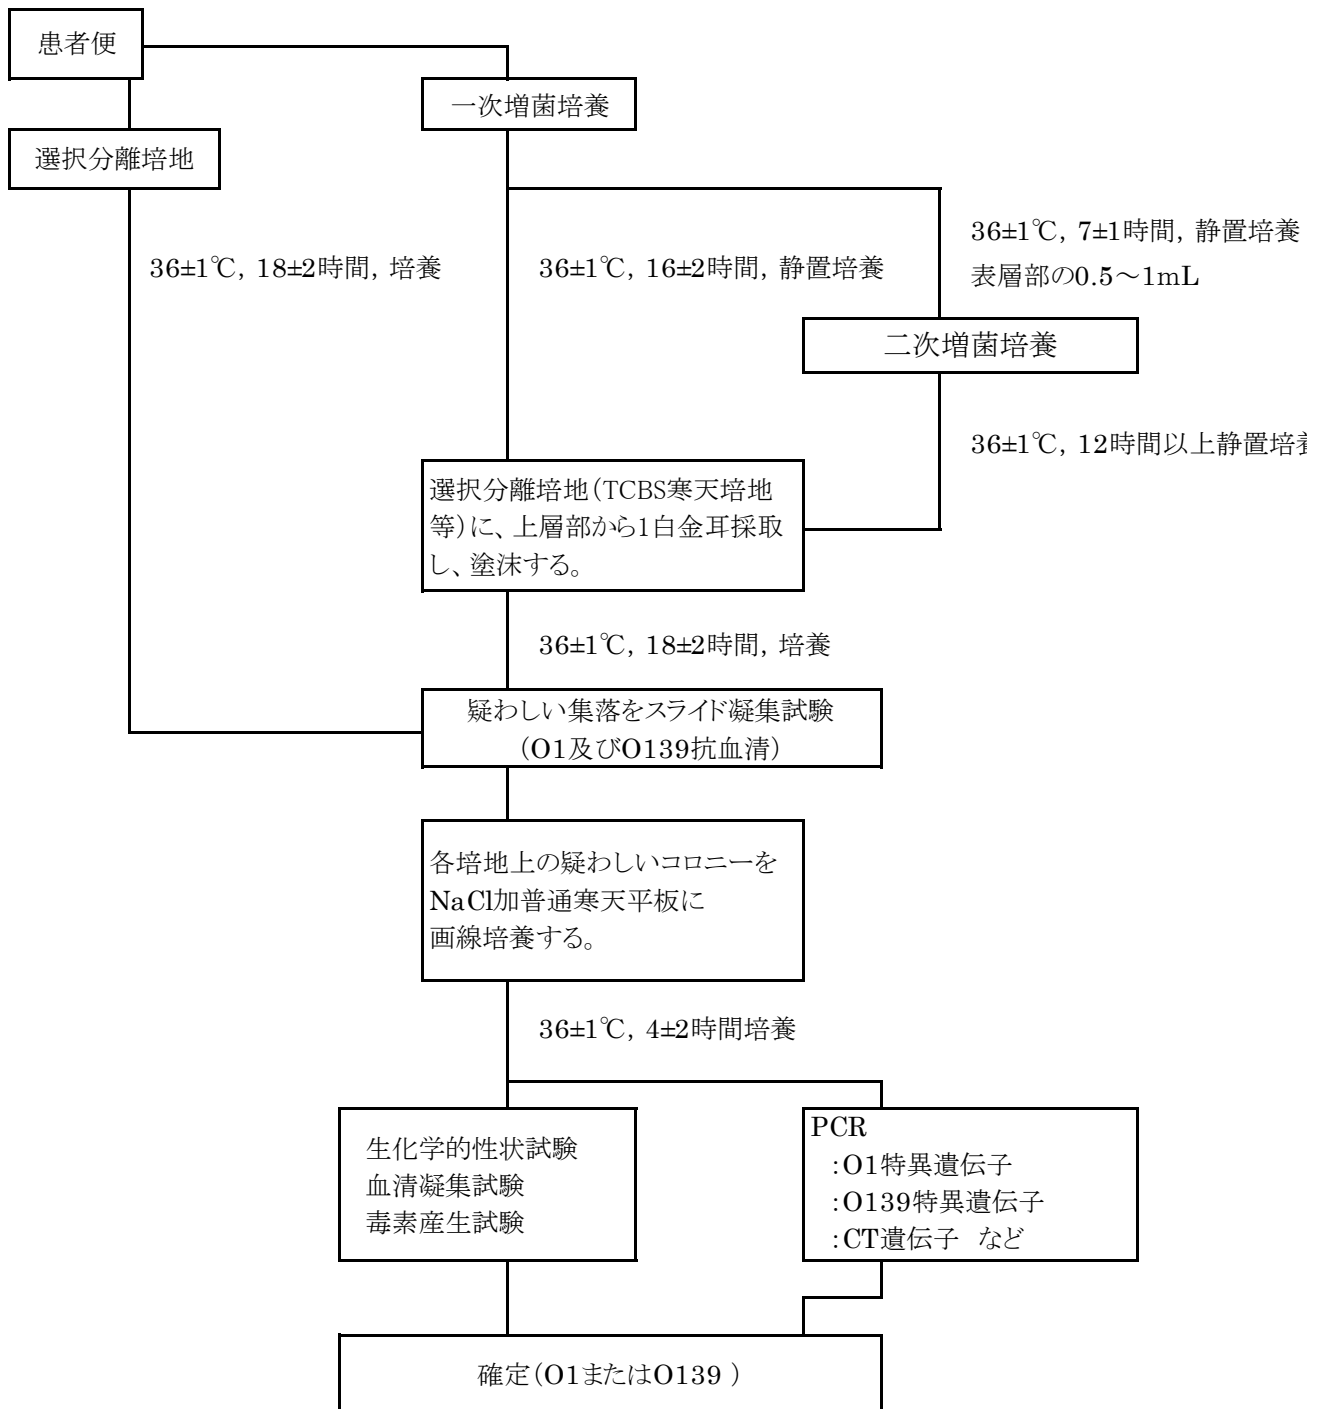 患者便
一次増菌培養
選択分離培地
36±1℃, 18±2時間, 培養
36±1℃, 16±2時間, 静置培養
36±1℃, 7±1時間, 静置培養
表層部の0.5～1mL
二次増菌培養
36±1℃, 12時間以上静置培
選択分離培地（TCBS寒天培地
等）に、上層部から1白金耳採取
し、塗沫する。
36±1℃, 18±2時間, 培養
疑わしい集落をスライド凝集試験
（O1及びO139抗血清）
各培地上の疑わしいコロニーを
NaCl加普通寒天平板に
画線培養する。
36±1℃, 4±2時間培養
生化学的性状試験
血清凝集試験
毒素産生試験
PCR
:O1特異遺伝子
:O139特異遺伝子
:CT遺伝子　など
確定（O1またはO139 ）